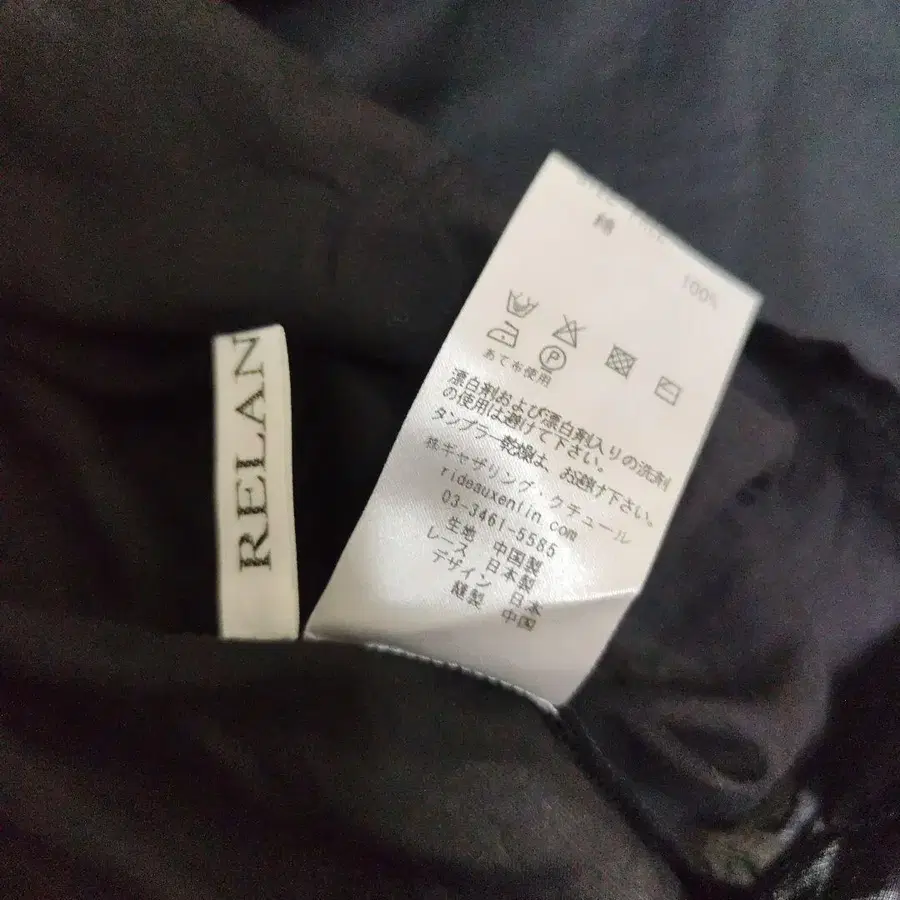 RELAN
綿
100%
P
あて布使用
漂白剤および漂白剤入りの洗剤
の使用は避けて下さい。
タンブラー乾燥は、お避け下さい。
㈱ギャザリング・クチュール
rideauxenfin com
03-3461-5585
生地 中国製
レース 日本製
デザイン 日本
縫製 中国